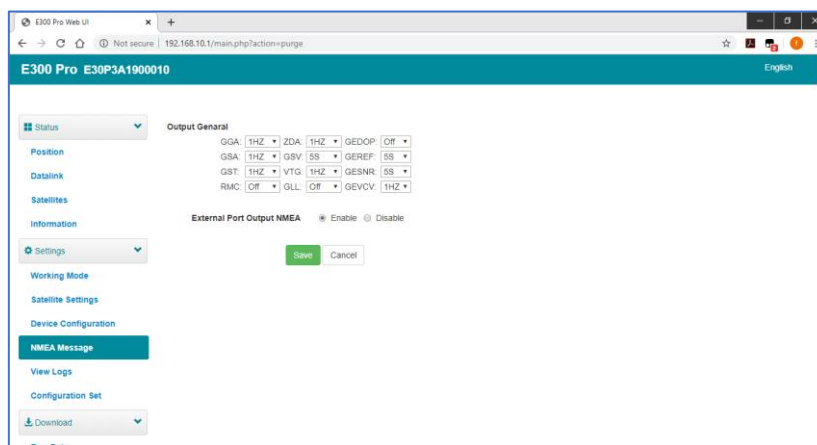 E300 Pro Web UI
Not secure | 192.168.10.1/main.php?action=purge
E300 Pro E30P3A1900010 English
Status
Position
Datalink
Satellites
Information
Settings
Working Mode
Satellite Settings
Device Configuration
NMEA Message
View Logs
Configuration Set
Download
Output Genaral
GGA: 1HZ ZDA: 1HZ GEDOP: Off
GSA: 1HZ GSV: 5S GEREF: 5S
GST: 1HZ VTG: 1HZ GESNR: 5S
RMC: Off GLL: Off GEVCV: 1HZ
External Port Output NMEA Enable Disable
Save Cancel